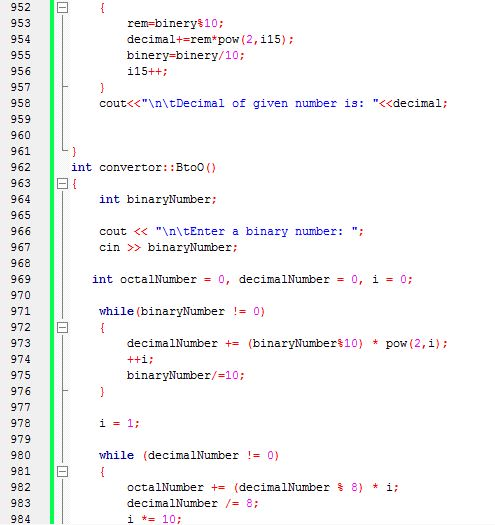 952 {
953 rem=binery%10;
954 decimal+=rem*pow(2,i15);
955 binery=binery/10;
956 i15++;
957 }
958 cout<<"\n\tDecimal of given number is: "<<decimal;
959
960
961 }
962 int convertor::BtoO()
963 {
964 int binaryNumber;
965
966 cout << "\n\tEnter a binary number: ";
967 cin >> binaryNumber;
968
969 int octalNumber = 0, decimalNumber = 0, i = 0;
970
971 while(binaryNumber != 0)
972 {
973 decimalNumber += (binaryNumber%10) * pow(2,i);
974 ++i;
975 binaryNumber/=10;
976 }
977
978 i = 1;
979
980 while (decimalNumber != 0)
981 {
982 octalNumber += (decimalNumber % 8) * i;
983 decimalNumber /= 8;
984 i *= 10;